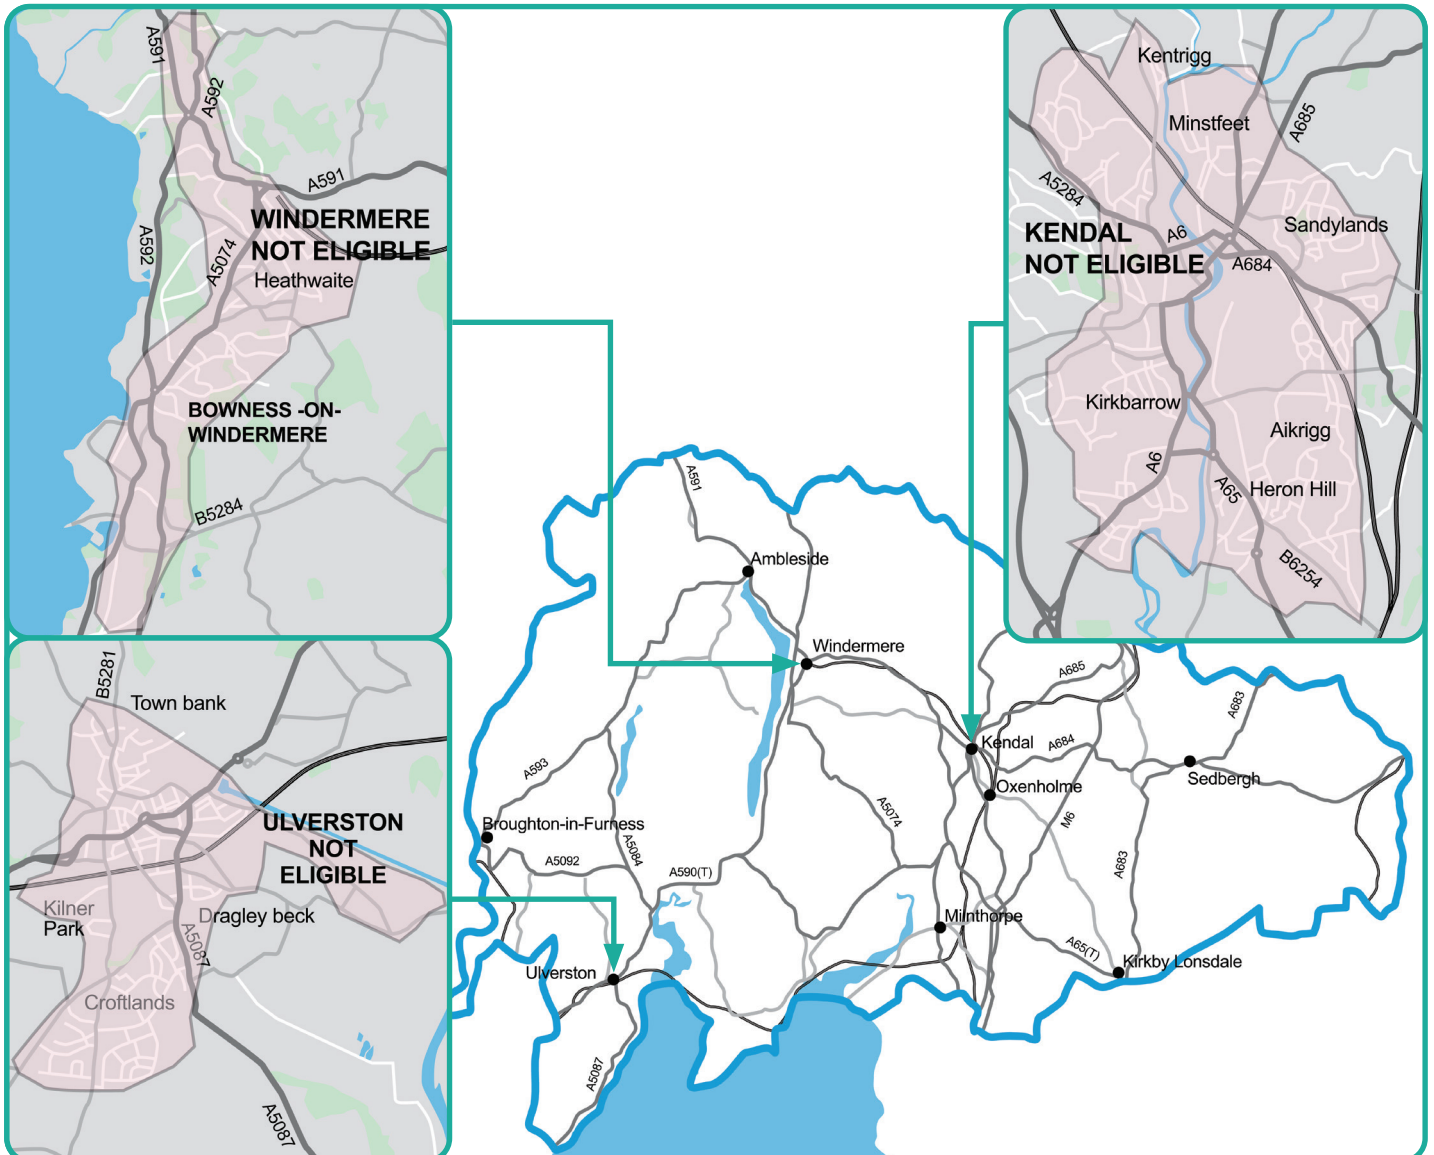 A591
A592
A591
WINDERMERE
NOT ELIGIBLE
A592
A5074
Heathwaite
BOWNESS -ON-
WINDERMERE
B5284
Kentrigg
Minstfeet
A685
A5284
Sandylands
A6
KENDAL
NOT ELIGIBLE
A684
Kirkbarrow
Aikrigg
A6
A65
Heron Hill
B6254
B5281
Town bank
ULVERSTON
NOT
ELIGIBLE
Kilner
Park
Dragley beck
A5087
Croftlands
A5087
A591
Ambleside
Windermere
A685
A683
Kendal
A684
Sedbergh
A593
Oxenholme
A5074
M6
Broughton-in-Furness
A5084
A5092
A590(T)
A683
Milnthorpe
A65(T)
Kirkby Lonsdale
Ulverston
A5087